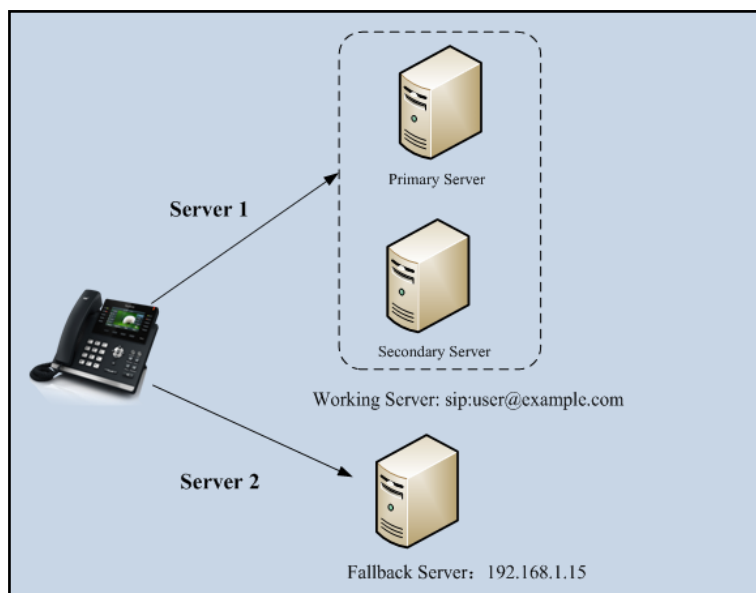 Primary Server
Server 1
Secondary Server
Working Server: sip:user@example.com
Server 2
Fallback Server：192.168.1.15